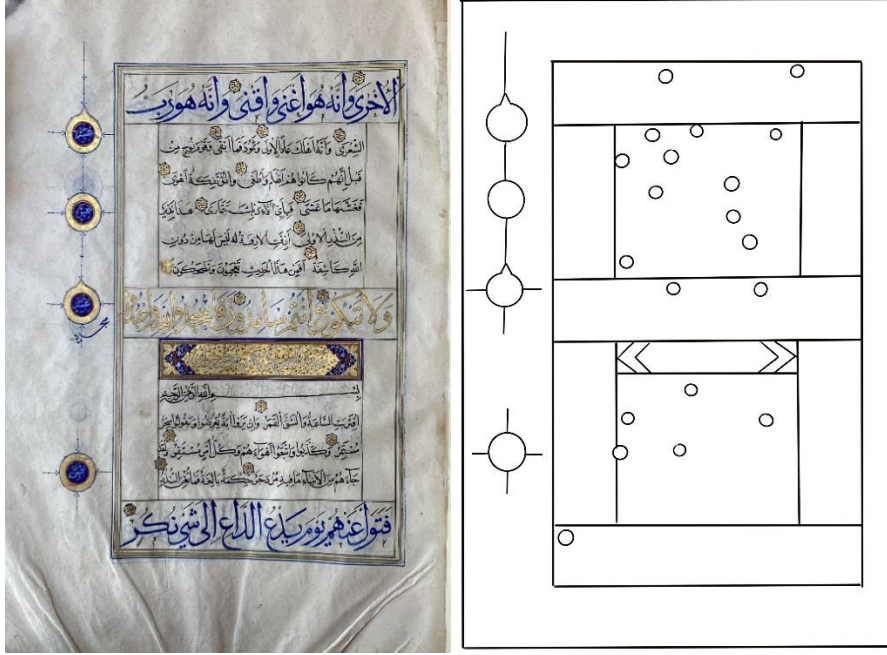 الأخرى وأنه هو أغنى وأقنى وأنه هو رب
الشعرى وأنه أهلك عادا الأولى وثمود فما أبقى وقوم نوح من
قبل إنهم كانوا هم أظلم وأطغى والمؤتفكة أهوى
فغشاها ما غشى فبأي آلاء ربك تتمارى هذا نذير
من النذر الأولى أزفت الآزفة ليس لها من دون
الله كاشفة أفمن هذا الحديث تعجبون وتضحكون
ولا تبكون وأنتم سامدون فاسجدوا لله واعبدوا
سجدة
بسم الله الرحمن الرحيم
اقتربت الساعة وانشق القمر وإن يروا آية يعرضوا ويقولوا سحر
مستمر وكذبوا واتبعوا أهواءهم وكل أمر مستقر ولقد
جاءهم من الأنباء ما فيه مزدجر حكمة بالغة فما تغن النذر
فتول عنهم يوم يدع الداع إلى شيء نكر